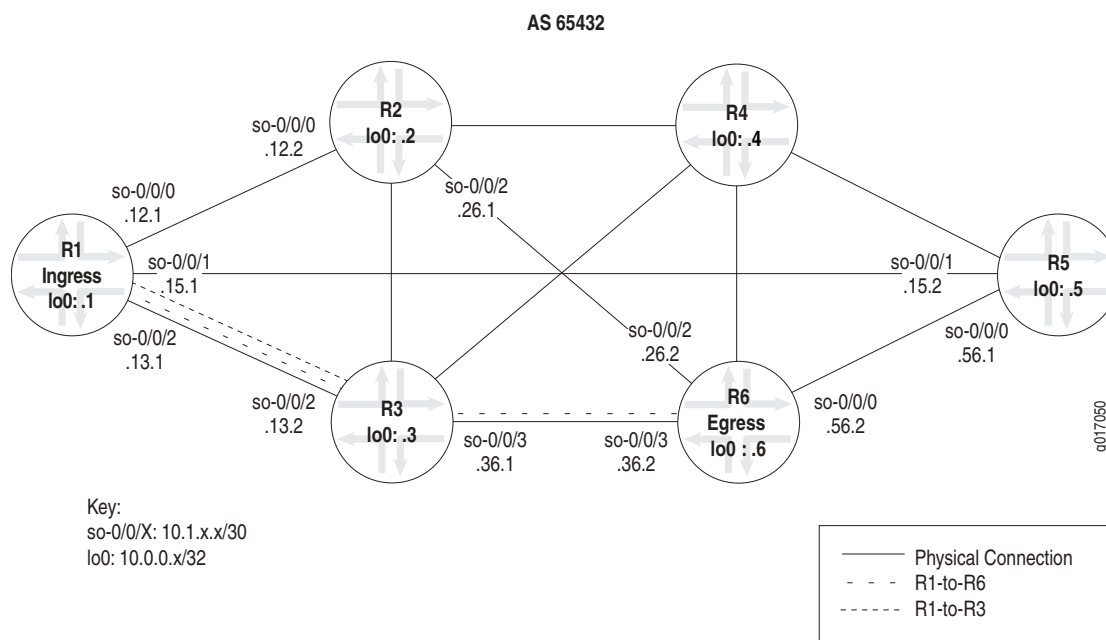 AS 65432
R2
lo0: .2
R4
lo0: .4
so-0/0/0
.12.2
so-0/0/2
.26.1
so-0/0/0
.12.1
R1
Ingress
lo0: .1
so-0/0/1
.15.1
so-0/0/1
.15.2
R5
lo0: .5
so-0/0/2
.13.1
so-0/0/2
.26.2
so-0/0/0
.56.1
so-0/0/2
.13.2
R3
lo0: .3
R6
Egress
lo0 : .6
so-0/0/0
.56.2
so-0/0/3
.36.1
so-0/0/3
.36.2
g017050
Key:
so-0/0/X: 10.1.x.x/30
lo0: 10.0.0.x/32
Physical Connection
R1-to-R6
R1-to-R3